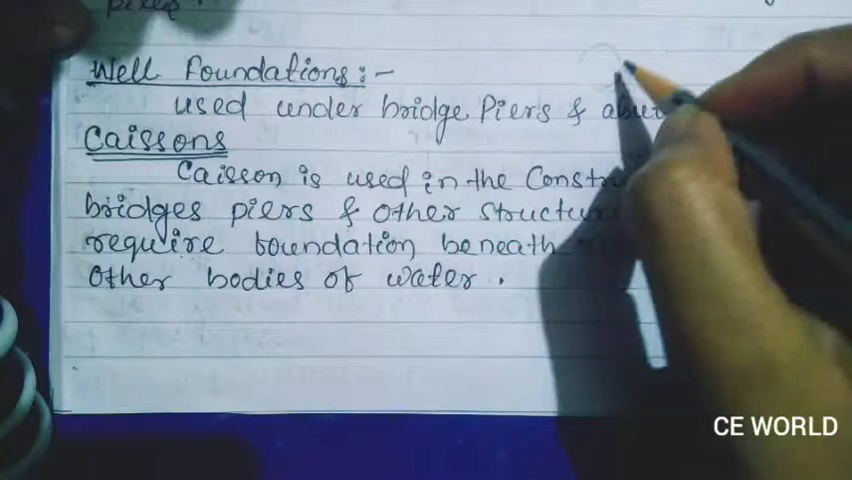 Well Foundations:-
used under bridge Piers &
Caissons
Caisson is used in the
bridges piers & other
require foundation beneath
other bodies of water.
CE WORLD